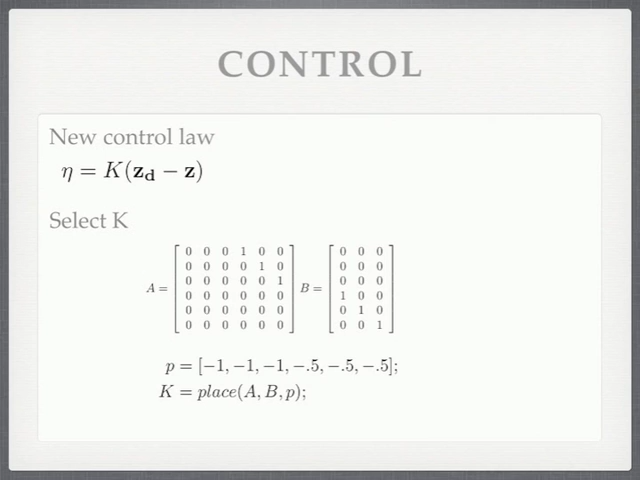 CONTROL
New control law
η = K(z_d − z)
Select K
A = [ 0 0 0 1 0 0
0 0 0 0 1 0
0 0 0 0 0 1
0 0 0 0 0 0
0 0 0 0 0 0
0 0 0 0 0 0 ]
B = [ 0 0 0
0 0 0
0 0 0
1 0 0
0 1 0
0 0 1 ]
p = [−1, −1, −1, −.5, −.5, −.5];
K = place(A, B, p);